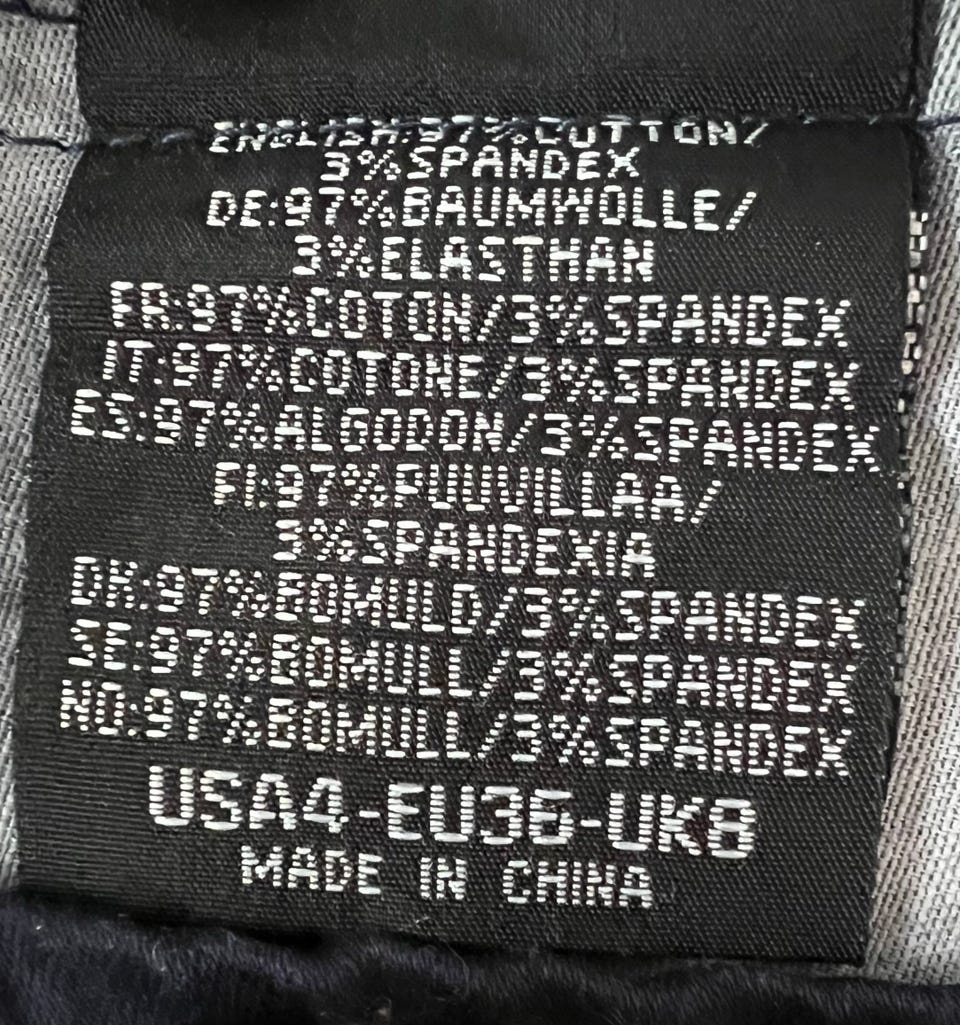 ENGLISH:97%COTTON/
3%SPANDEX
DE:97%BAUMWOLLE/
3%ELASTHAN
FR:97%COTON/3%SPANDEX
IT:97%COTONE/3%SPANDEX
ES:97%ALGODON/3%SPANDEX
FI:97%PUUVILLAA/
3%SPANDEXIA
DK:97%BOMULD/3%SPANDEX
SE:97%BOMULL/3%SPANDEX
NO:97%BOMULL/3%SPANDEX
USA4-EU36-UK8
MADE IN CHINA